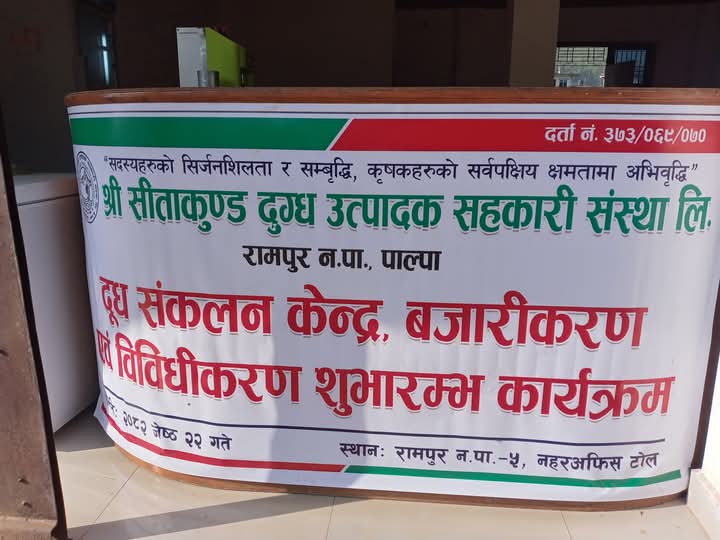 दर्ता नं. ३७३/०६९/०७०
"सदस्यहरुको सिर्जनशिलता र सम्बृद्धि, कृषकहरुको सर्वपक्षिय क्षमतामा अभिवृद्धि"
श्री सीताकुण्ड दुग्ध उत्पादक सहकारी संस्था लि.
रामपुर न.पा., पाल्पा
दूध संकलन केन्द्र, बजारीकरण
एवं विविधीकरण शुभारम्भ कार्यक्रम
२०८२ जेष्ठ २२ गते
स्थान: रामपुर न.पा.-५, नहरअफिस टोल